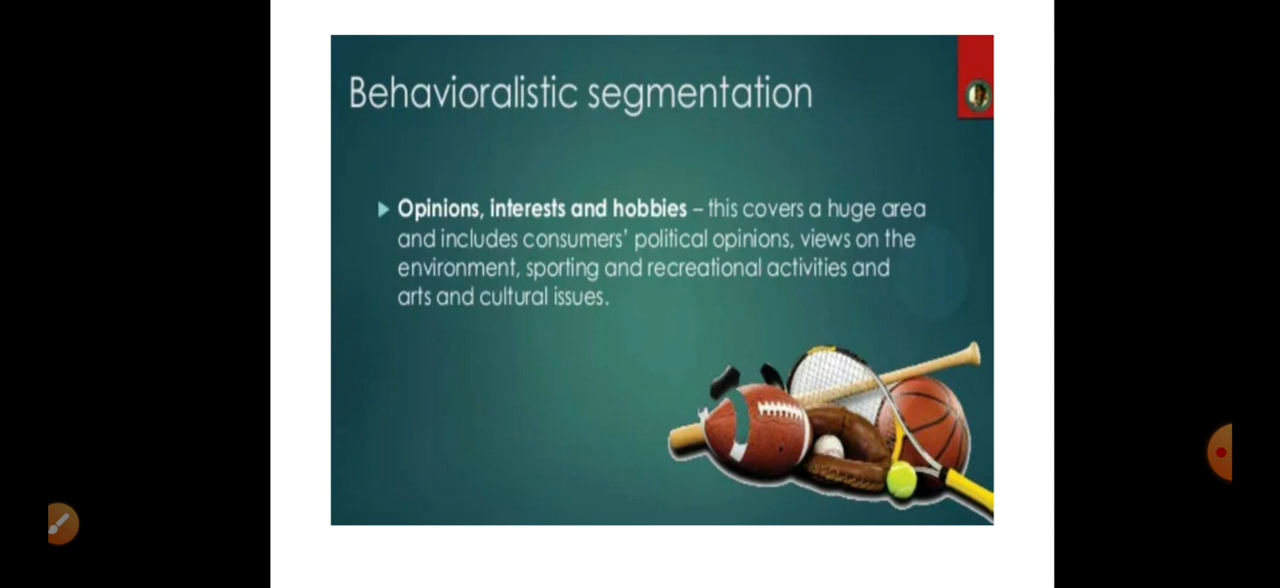 Behavioralistic segmentation
Opinions, interests and hobbies – this covers a huge area
and includes consumers' political opinions, views on the
environment, sporting and recreational activities and
arts and cultural issues.